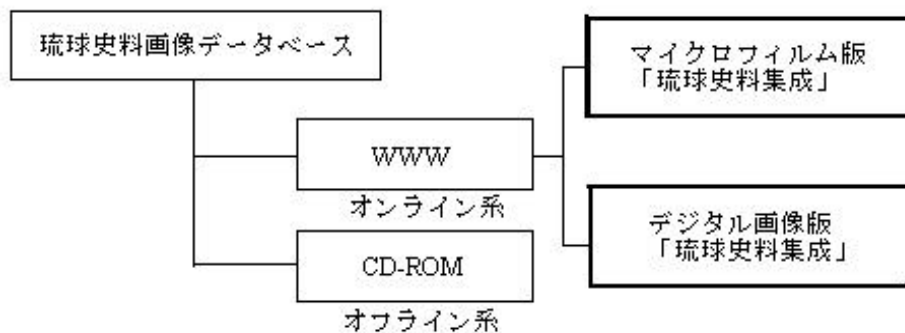 琉球史料画像データベース
マイクロフィルム版
「琉球史料集成」
WWW
オンライン系
デジタル画像版
「琉球史料集成」
CD-ROM
オフライン系